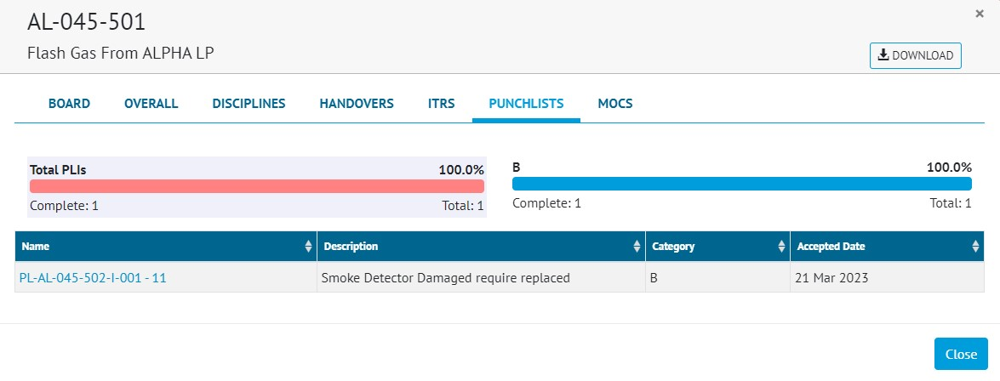 AL-045-501
×
Flash Gas From ALPHA LP
DOWNLOAD
BOARD OVERALL DISCIPLINES HANDOVERS ITRS PUNCHLISTS MOCS
Total PLIs 100.0%
Complete: 1 Total: 1
B 100.0%
Complete: 1 Total: 1
Name Description Category Accepted Date
PL-AL-045-502-I-001 - 11 Smoke Detector Damaged require replaced B 21 Mar 2023
Close